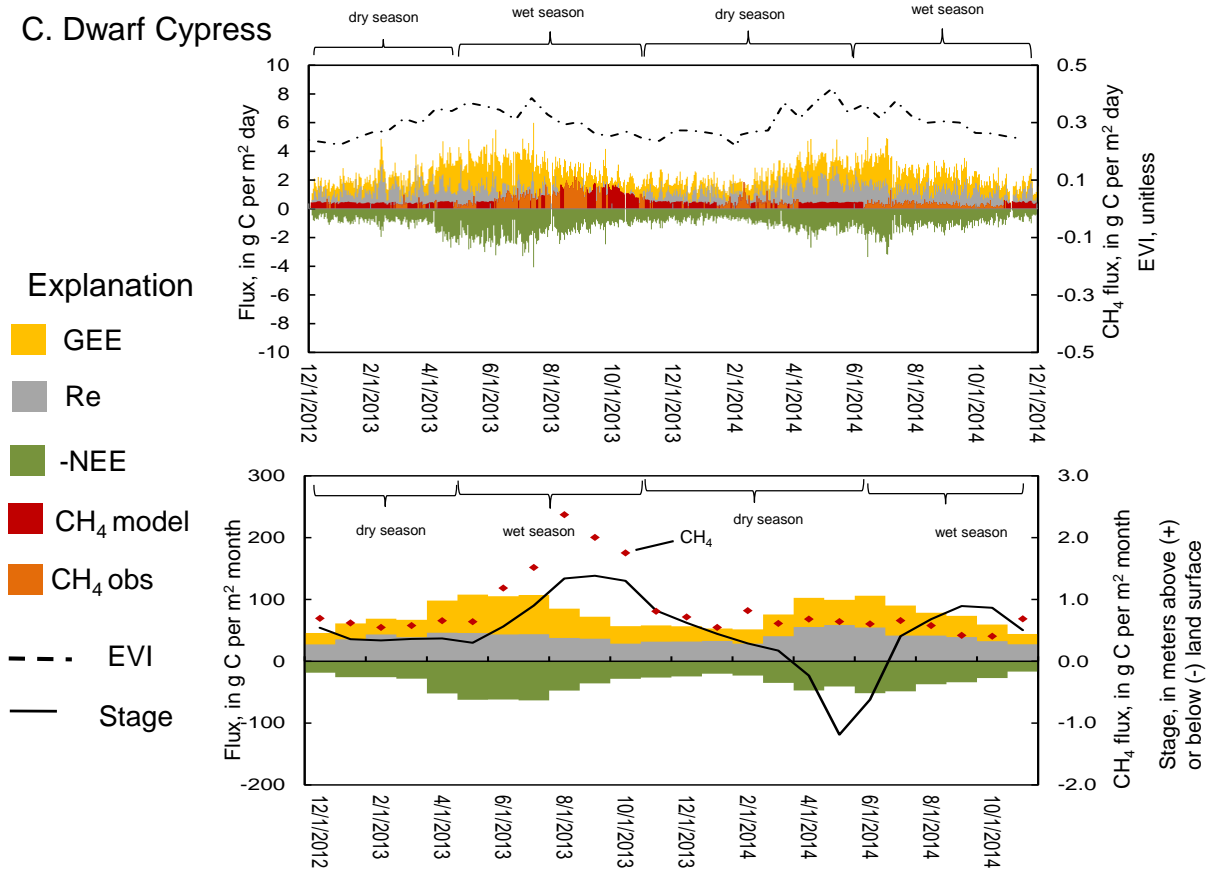 C. Dwarf Cypress
dry season
wet season
dry season
wet season
10
8
6
4
2
0
-2
-4
-6
-8
-10
Flux, in g C per m² day
0.5
0.3
0.1
-0.1
-0.3
-0.5
CH₄ flux, in g C per m² day
EVI, unitless
12/1/2012
2/1/2013
4/1/2013
6/1/2013
8/1/2013
10/1/2013
12/1/2013
2/1/2014
4/1/2014
6/1/2014
8/1/2014
10/1/2014
12/1/2014
Explanation
GEE
Re
-NEE
CH₄ model
CH₄ obs
EVI
Stage
300
200
100
0
-100
-200
Flux, in g C per m² month
dry season
wet season
dry season
wet season
CH₄
3.0
2.0
1.0
0.0
-1.0
-2.0
CH₄ flux, in g C per m² month
Stage, in meters above (+)
or below (-) land surface
12/1/2012
2/1/2013
4/1/2013
6/1/2013
8/1/2013
10/1/2013
12/1/2013
2/1/2014
4/1/2014
6/1/2014
8/1/2014
10/1/2014